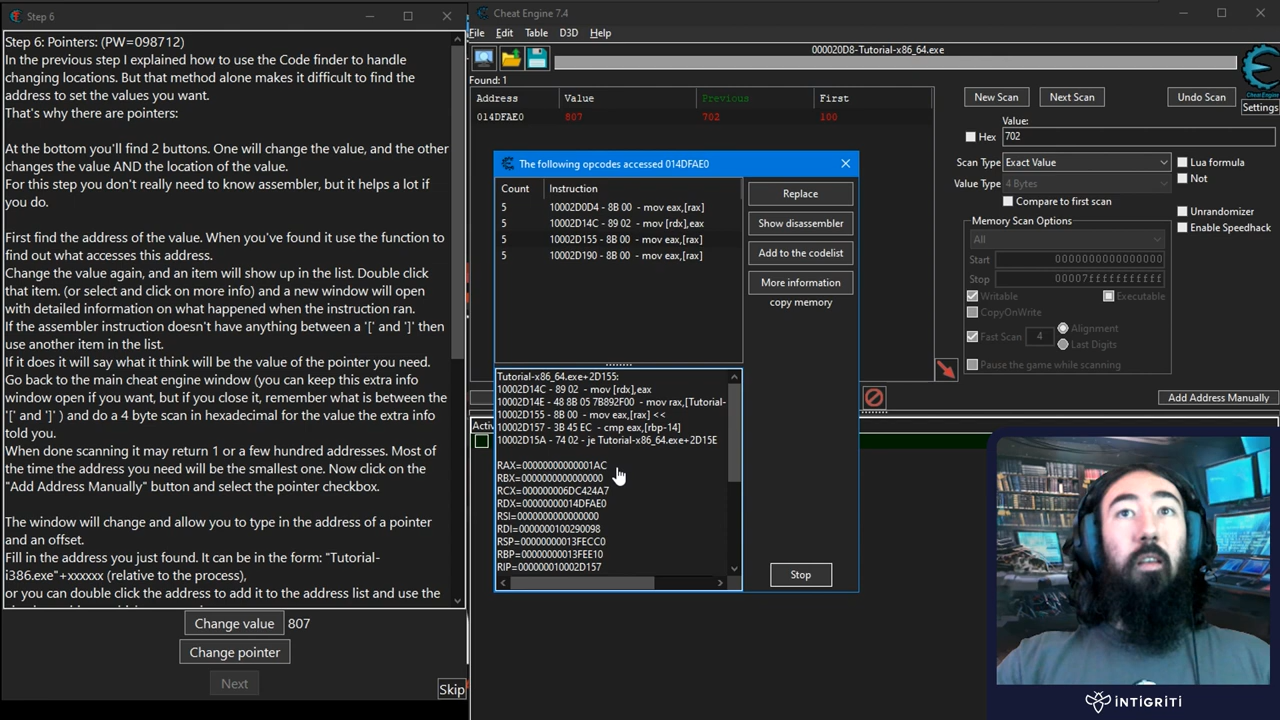 Step 6
Step 6: Pointers: (PW=098712)
In the previous step I explained how to use the Code finder to handle
changing locations. But that method alone makes it difficult to find the
address to set the values you want.
That's why there are pointers:
At the bottom you'll find 2 buttons. One will change the value, and the other
changes the value AND the location of the value.
For this step you don't really need to know assembler, but it helps a lot if
you do.
First find the address of the value. When you've found it use the function to
find out what accesses this address.
Change the value again, and an item will show up in the list. Double click
that item. (or select and click on more info) and a new window will open
with detailed information on what happened when the instruction ran.
If the assembler instruction doesn't have anything between a '[' and ']' then
use another item in the list.
If it does it will say what it think will be the value of the pointer you need.
Go back to the main cheat engine window (you can keep this extra info
window open if you want, but if you close it, remember what is between the
'[' and ']' ) and do a 4 byte scan in hexadecimal for the value the extra info
told you.
When done scanning it may return 1 or a few hundred addresses. Most of
the time the address you need will be the smallest one. Now click on the
"Add Address Manually" button and select the pointer checkbox.
The window will change and allow you to type in the address of a pointer
and an offset.
Fill in the address you just found. It can be in the form: "Tutorial-
i386.exe"+xxxxxx (relative to the process),
or you can double click the address to add it to the address list and use the
Change value 807
Change pointer
Next
Skip
Cheat Engine 7.4
File Edit Table D3D Help
000020D8-Tutorial-x86_64.exe
Found: 1
Address Value Previous First
014DFAE0 807 702 100
New Scan Next Scan Undo Scan
Cheat Engine
Settings
Value:
Hex 702
Scan Type Exact Value Lua formula
Value Type 4 Bytes Not
Compare to first scan
Memory Scan Options
All
Start 0000000000000000
Stop 00007fffffffffff
Writable Executable
CopyOnWrite
Fast Scan 4 Alignment
Last Digits
Pause the game while scanning
Unrandomizer
Enable Speedhack
Add Address Manually
The following opcodes accessed 014DFAE0
Count Instruction
5 10002D0D4 - 8B 00 - mov eax,[rax]
5 10002D14C - 89 02 - mov [rdx],eax
5 10002D155 - 8B 00 - mov eax,[rax]
5 10002D190 - 8B 00 - mov eax,[rax]
Replace
Show disassembler
Add to the codelist
More information
copy memory
Tutorial-x86_64.exe+2D155:
10002D14C - 89 02 - mov [rdx],eax
10002D14E - 48 8B 05 7B892F00 - mov rax,[Tutorial-
10002D155 - 8B 00 - mov eax,[rax] <<
10002D157 - 3B 45 EC - cmp eax,[rbp-14]
10002D15A - 74 02 - je Tutorial-x86_64.exe+2D15E
RAX=00000000000001AC
RBX=0000000000000000
RCX=000000006DC424A7
RDX=00000000014DFAE0
RSI=0000000000000000
RDI=0000000100290098
RSP=00000000013FECC0
RBP=00000000013FEE10
RIP=000000010002D157
Stop
INTIGRITI